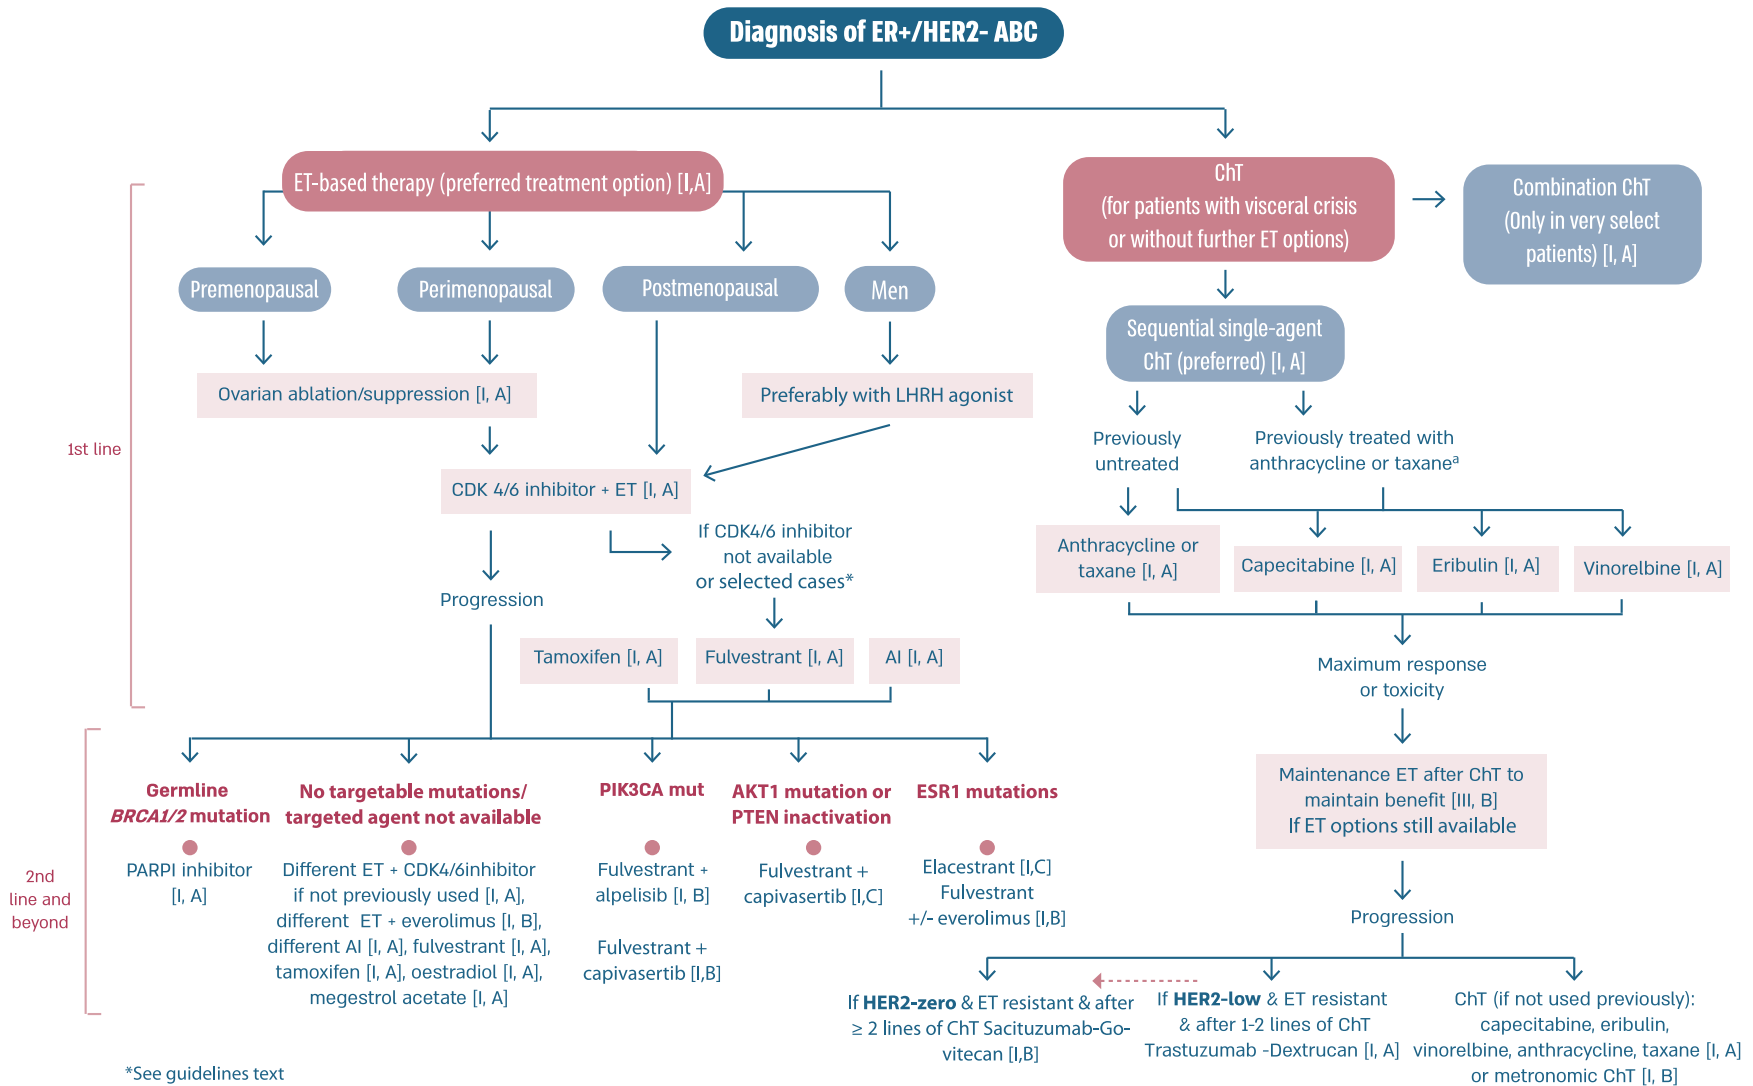 Diagnosis of ER+/HER2- ABC
ET-based therapy (preferred treatment option) [I,A]
ChT
(for patients with visceral crisis
or without further ET options)
Combination ChT
(Only in very select
patients) [I, A]
Premenopausal
Perimenopausal
Postmenopausal
Men
Sequential single-agent
ChT (preferred) [I, A]
Ovarian ablation/suppression [I, A]
Preferably with LHRH agonist
1st line
Previously
untreated
Previously treated with
anthracycline or taxaneª
CDK 4/6 inhibitor + ET [I, A]
If CDK4/6 inhibitor
not available
or selected cases*
Progression
Anthracycline or
taxane [I, A]
Capecitabine [I, A]
Eribulin [I, A]
Vinorelbine [I, A]
Tamoxifen [I, A]
Fulvestrant [I, A]
AI [I, A]
Maximum response
or toxicity
2nd
line and
beyond
Germline
BRCA1/2 mutation
PARPI inhibitor
[I, A]
No targetable mutations/
targeted agent not available
Different ET + CDK4/6inhibitor
if not previously used [I, A],
different ET + everolimus [I, B],
different AI [I, A], fulvestrant [I, A],
tamoxifen [I, A], oestradiol [I, A],
megestrol acetate [I, A]
PIK3CA mut
Fulvestrant +
alpelisib [I, B]
Fulvestrant +
capivasertib [I,B]
AKT1 mutation or
PTEN inactivation
Fulvestrant +
capivasertib [I,C]
ESR1 mutations
Elacestrant [I,C]
Fulvestrant
+/- everolimus [I,B]
Maintenance ET after ChT to
maintain benefit [III, B]
If ET options still available
Progression
If HER2-zero & ET resistant & after
≥ 2 lines of ChT Sacituzumab-Go-
vitecan [I,B]
If HER2-low & ET resistant
& after 1-2 lines of ChT
Trastuzumab -Dextrucan [I, A]
ChT (if not used previously):
capecitabine, eribulin,
vinorelbine, anthracycline, taxane [I, A]
or metronomic ChT [I, B]
*See guidelines text